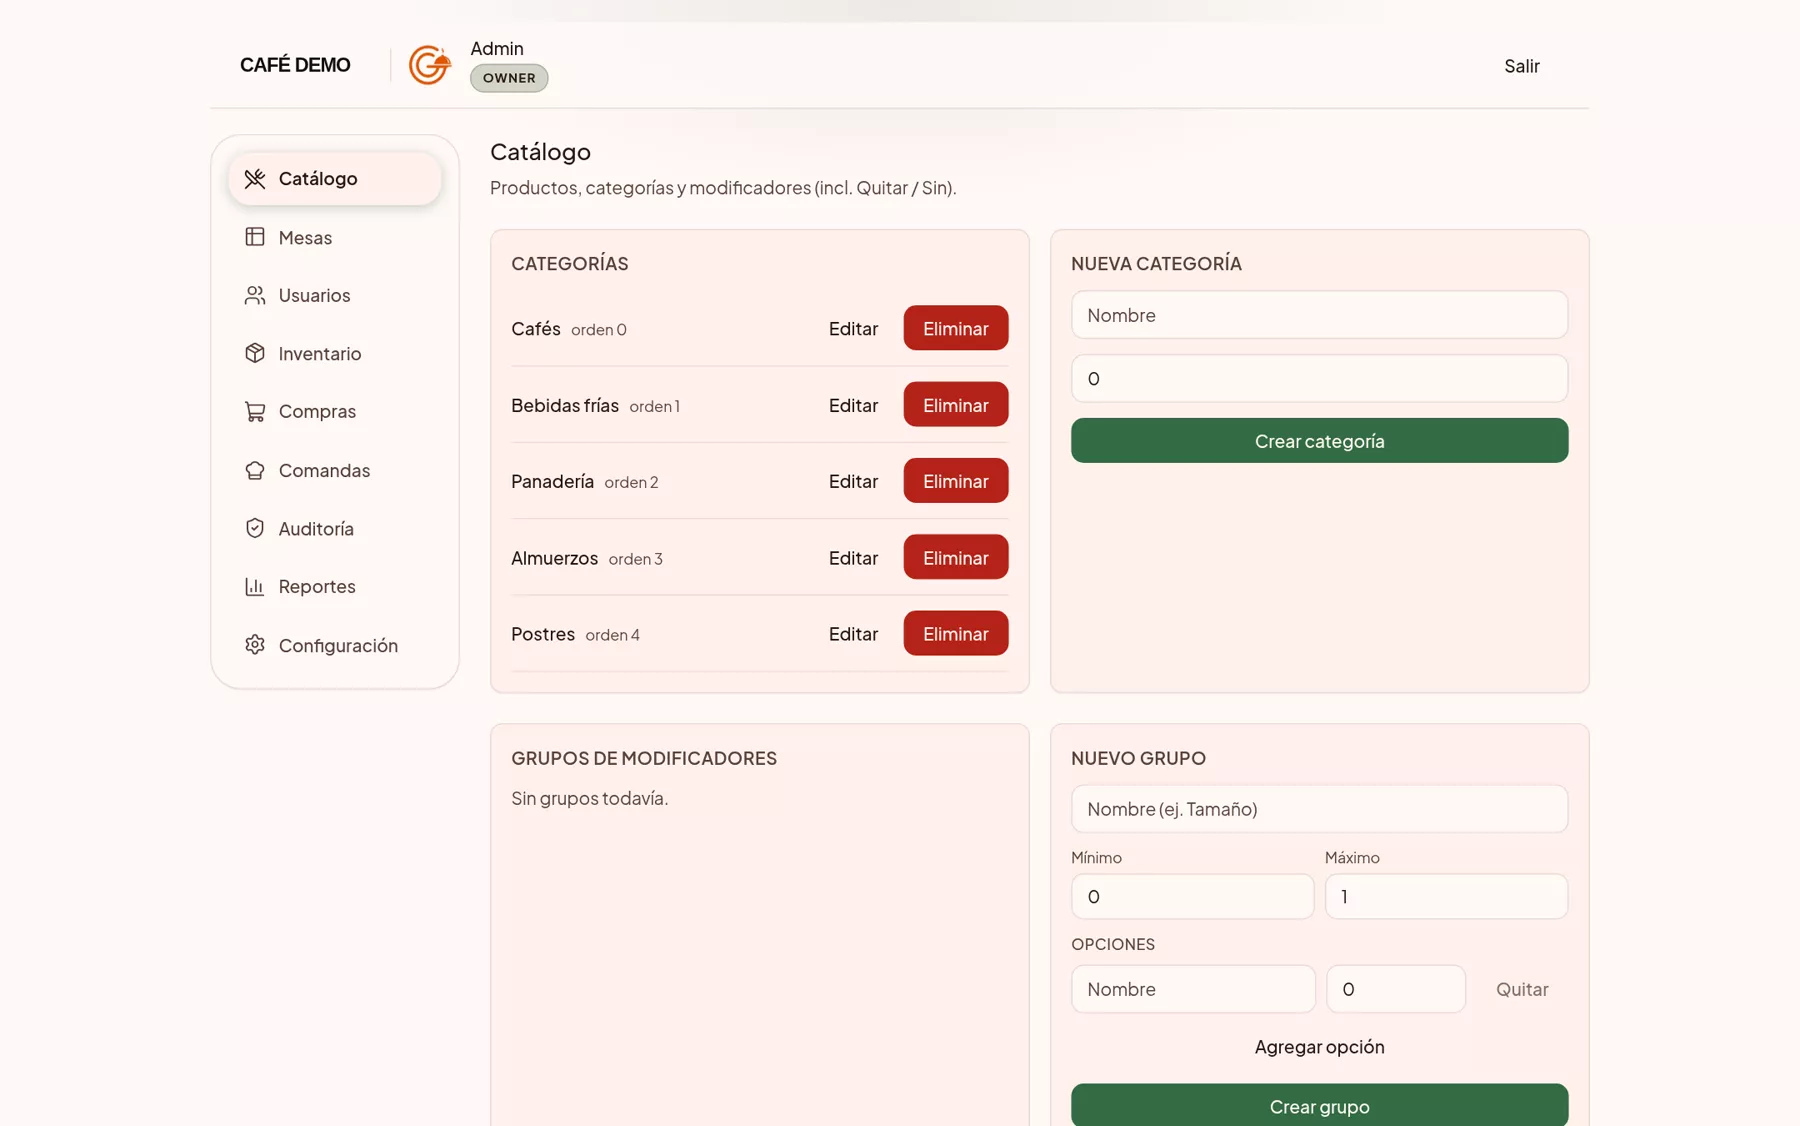 CAFÉ DEMO
Admin
OWNER
Salir
Catálogo
Mesas
Usuarios
Inventario
Compras
Comandas
Auditoría
Reportes
Configuración
Catálogo
Productos, categorías y modificadores (incl. Quitar / Sin).
CATEGORÍAS
Cafés orden 0 Editar Eliminar
Bebidas frías orden 1 Editar Eliminar
Panadería orden 2 Editar Eliminar
Almuerzos orden 3 Editar Eliminar
Postres orden 4 Editar Eliminar
NUEVA CATEGORÍA
Nombre
0
Crear categoría
GRUPOS DE MODIFICADORES
Sin grupos todavía.
NUEVO GRUPO
Nombre (ej. Tamaño)
Mínimo Máximo
0 1
OPCIONES
Nombre 0 Quitar
Agregar opción
Crear grupo